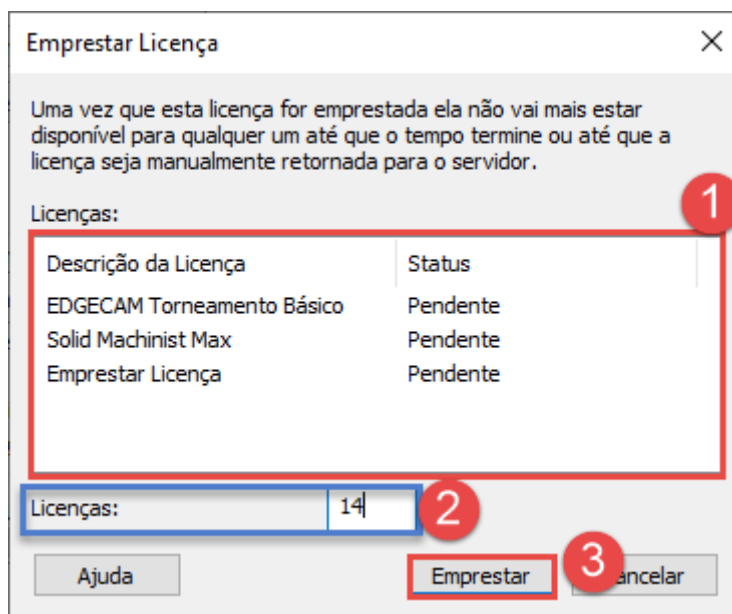 Emprestar Licença
Uma vez que esta licença for emprestada ela não vai mais estar
disponível para qualquer um até que o tempo termine ou até que a
licença seja manualmente retornada para o servidor.
Licenças:
1
Descrição da Licença Status
EDGECAM Torneamento Básico Pendente
Solid Machinist Max Pendente
Emprestar Licença Pendente
Licenças: 14 2
Ajuda Emprestar 3 ancelar